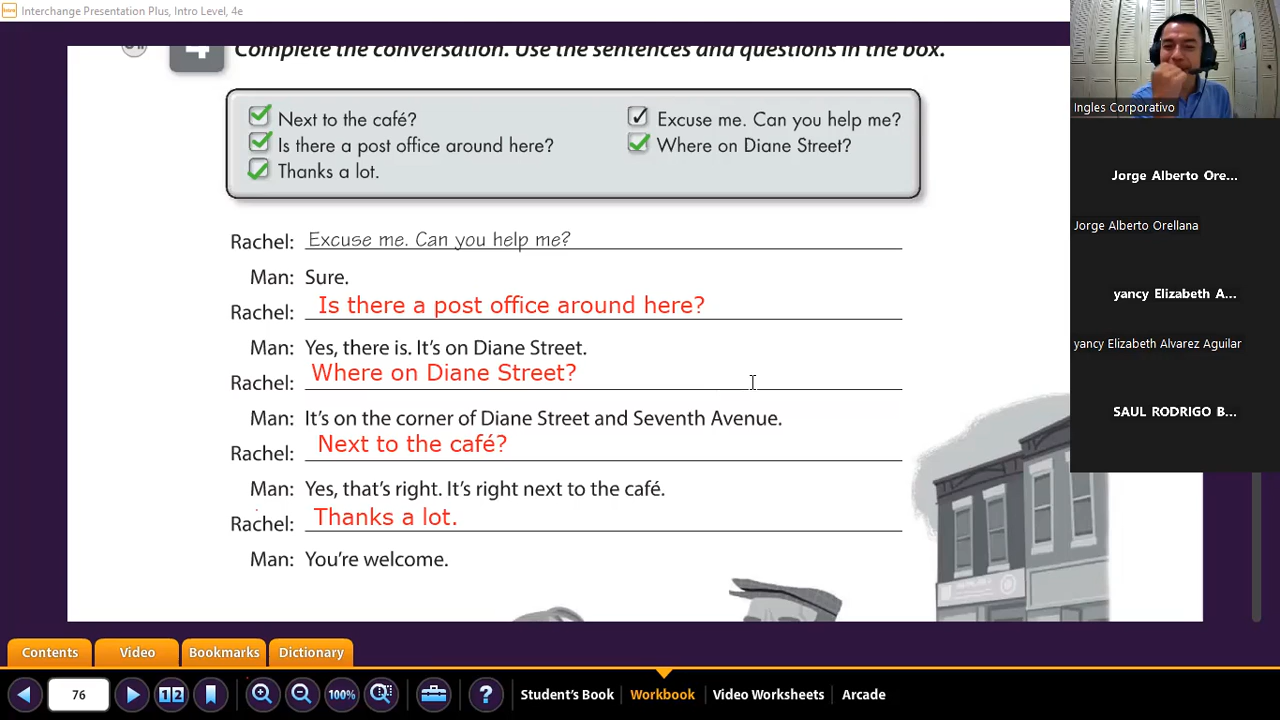 Interchange Presentation Plus, Intro Level, 4e
4
Complete the conversation. Use the sentences and questions in the box.
Next to the café?
Excuse me. Can you help me?
Is there a post office around here?
Where on Diane Street?
Thanks a lot.
Rachel: Excuse me. Can you help me?
Man: Sure.
Rachel: Is there a post office around here?
Man: Yes, there is. It's on Diane Street.
Rachel: Where on Diane Street?
Man: It's on the corner of Diane Street and Seventh Avenue.
Rachel: Next to the café?
Man: Yes, that's right. It's right next to the café.
Rachel: Thanks a lot.
Man: You're welcome.
Ingles Corporativo
Jorge Alberto Ore...
Jorge Alberto Orellana
yancy Elizabeth A...
yancy Elizabeth Alvarez Aguilar
SAUL RODRIGO B...
Contents Video Bookmarks Dictionary
76 1 2 100% ? Student's Book Workbook Video Worksheets Arcade